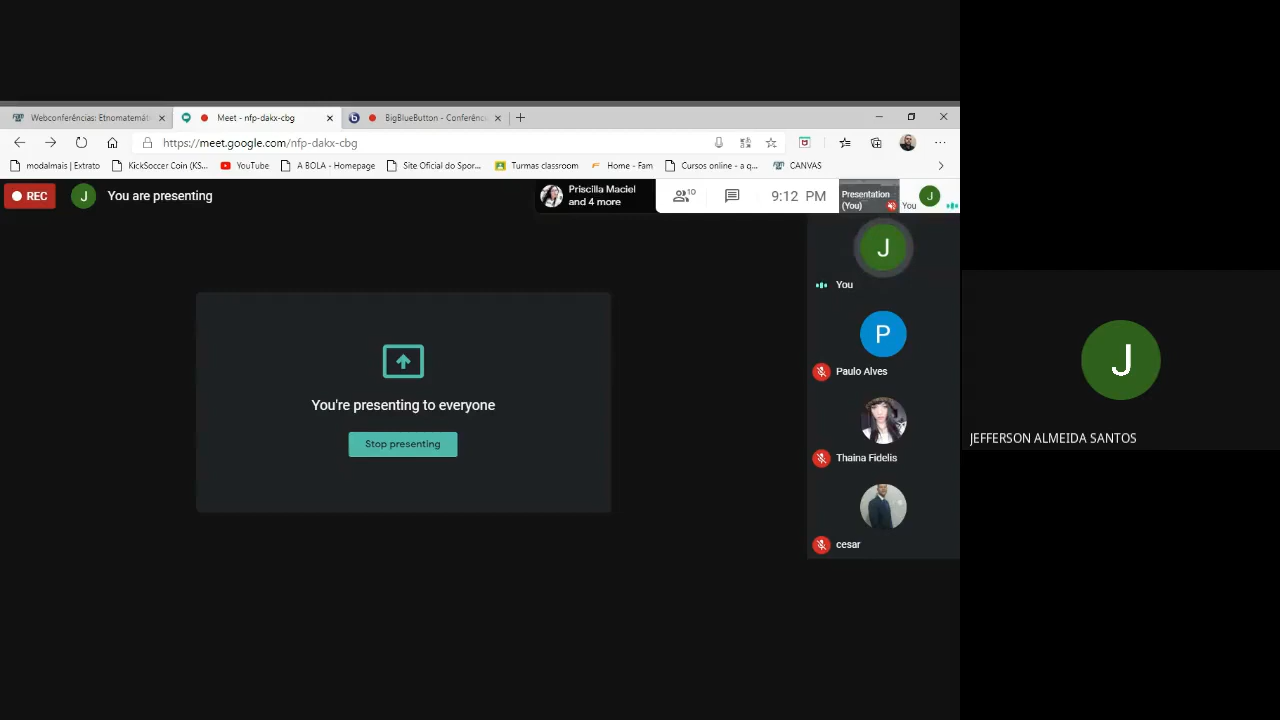 Webconferências: Etnomatemáti
Meet - nfp-dakx-cbg
BigBlueButton - Conferênci
https://meet.google.com/nfp-dakx-cbg
modalmais | Extrato
KickSoccer Coin (KS...
YouTube
A BOLA - Homepage
Site Oficial do Spor...
Turmas classroom
Home - Fam
Cursos online - a q...
CANVAS
REC
J
You are presenting
Priscilla Maciel
and 4 more
10
9:12 PM
Presentation
(You)
You
J
J
You
P
Paulo Alves
Thaina Fidelis
cesar
You're presenting to everyone
Stop presenting
J
JEFFERSON ALMEIDA SANTOS